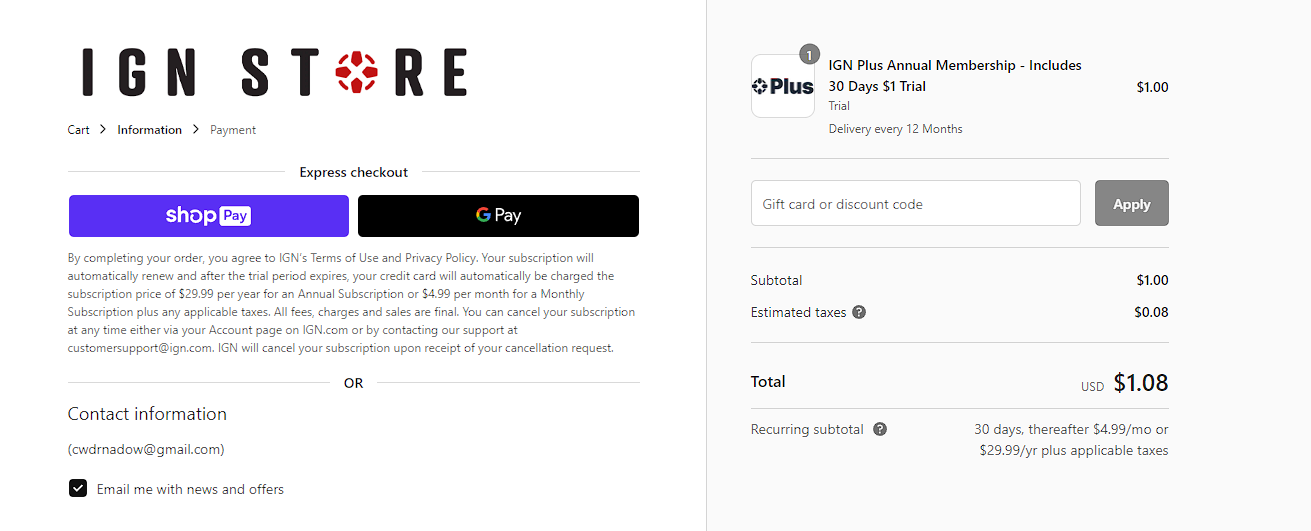 IGN STORE
Cart > Information > Payment
Express checkout
shop Pay
G Pay
By completing your order, you agree to IGN's Terms of Use and Privacy Policy. Your subscription will
automatically renew and after the trial period expires, your credit card will automatically be charged the
subscription price of $29.99 per year for an Annual Subscription or $4.99 per month for a Monthly
Subscription plus any applicable taxes. All fees, charges and sales are final. You can cancel your subscription
at any time either via your Account page on IGN.com or by contacting our support at
customersupport@ign.com. IGN will cancel your subscription upon receipt of your cancellation request.
OR
Contact information
(cwdrnadow@gmail.com)
Email me with news and offers
1
Plus
IGN Plus Annual Membership - Includes
30 Days $1 Trial
$1.00
Trial
Delivery every 12 Months
Gift card or discount code
Apply
Subtotal $1.00
Estimated taxes ? $0.08
Total USD $1.08
Recurring subtotal ? 30 days, thereafter $4.99/mo or
$29.99/yr plus applicable taxes